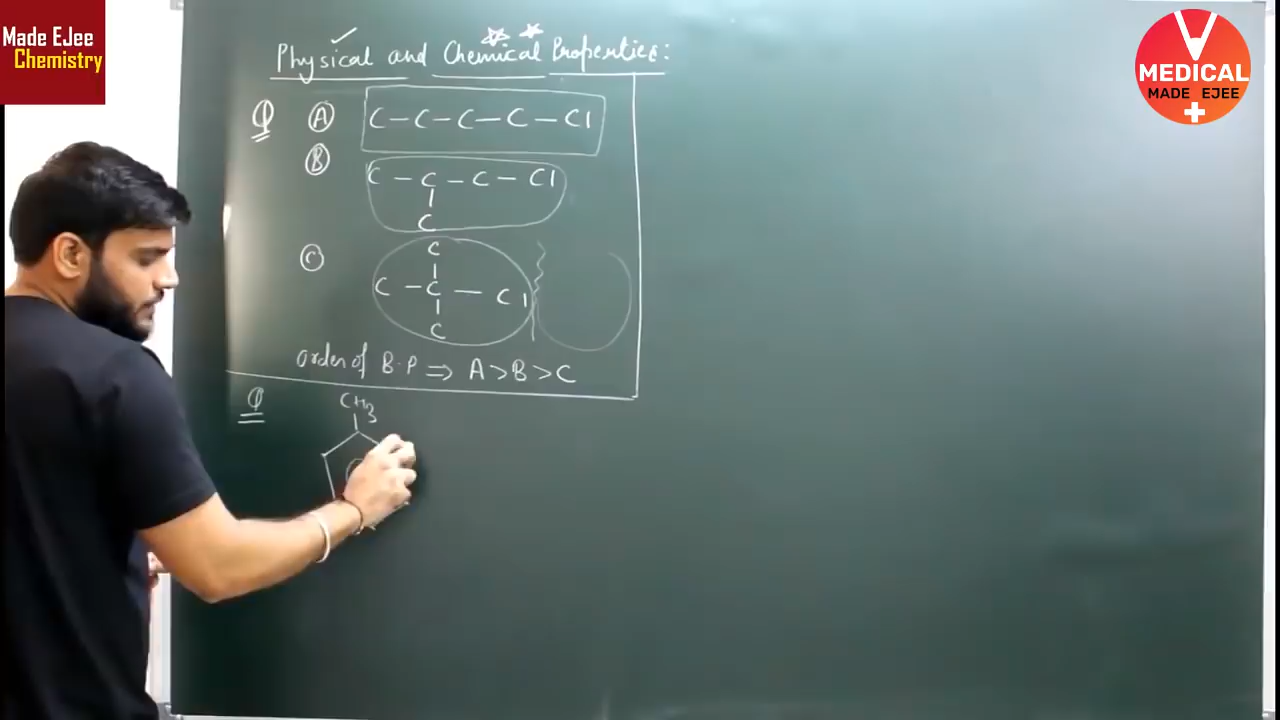 Made EJee
Chemistry
MEDICAL
MADE EJEE
Physical and Chemical Properties:
Q A C-C-C-C-Cl
B C-C-C-Cl
C
C C
C-C-Cl
C
Order of B.P ⇒ A>B>C
Q CH3